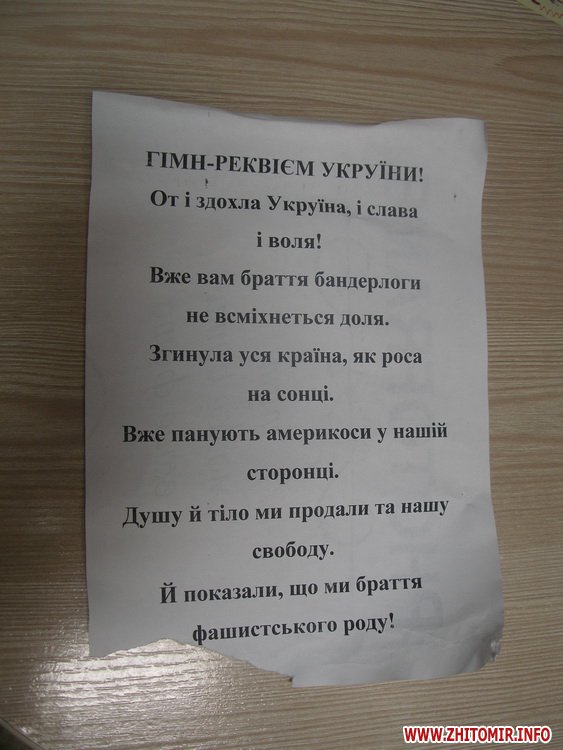 ГІМН-РЕКВІЄМ УКРУЇНИ!
От і здохла Укруїна, і слава
і воля!
Вже вам браття бандерлоги
не всміхнеться доля.
Згинула уся країна, як роса
на сонці.
Вже панують америкоси у нашій
сторонці.
Душу й тіло ми продали та нашу
свободу.
Й показали, що ми браття
фашистського роду!
WWW.ZHITOMIR.INFO